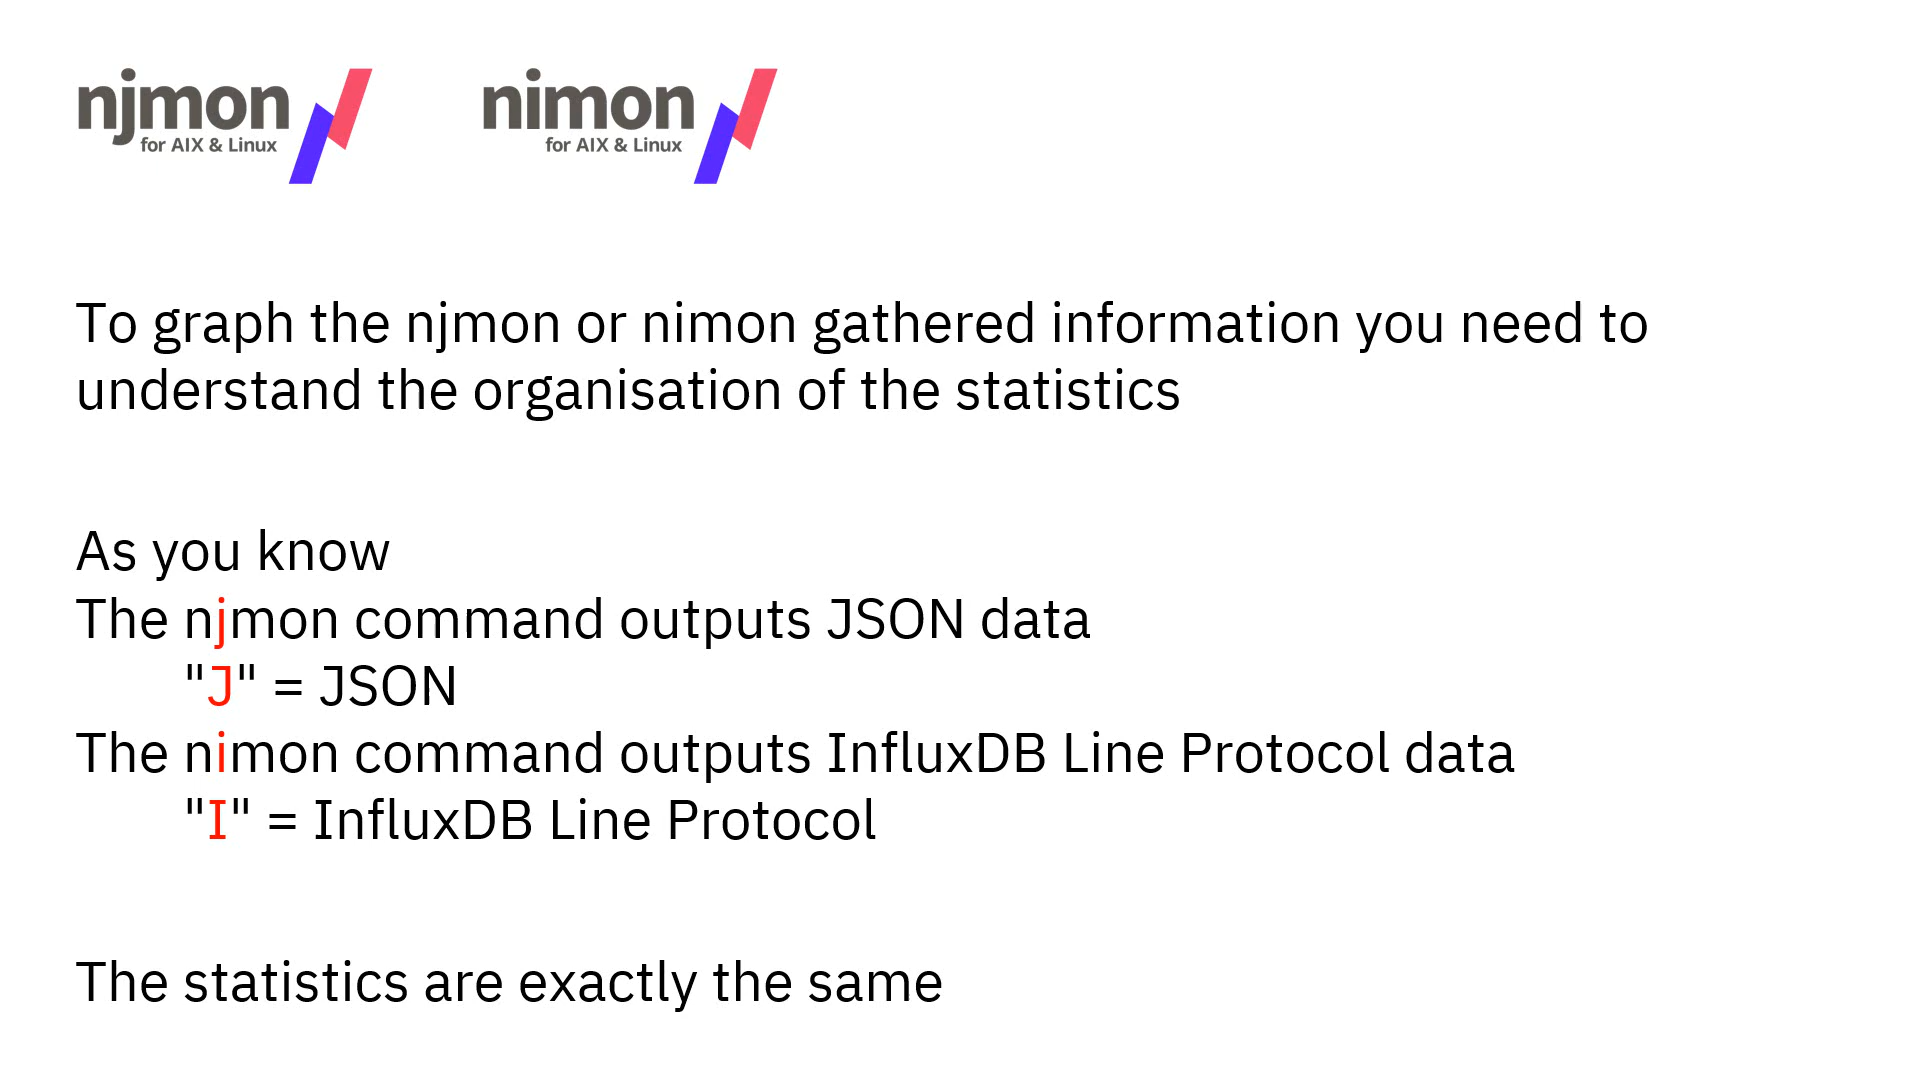 njmon
for AIX & Linux
nimon
for AIX & Linux
To graph the njmon or nimon gathered information you need to
understand the organisation of the statistics
As you know
The njmon command outputs JSON data
"J" = JSON
The nimon command outputs InfluxDB Line Protocol data
"I" = InfluxDB Line Protocol
The statistics are exactly the same